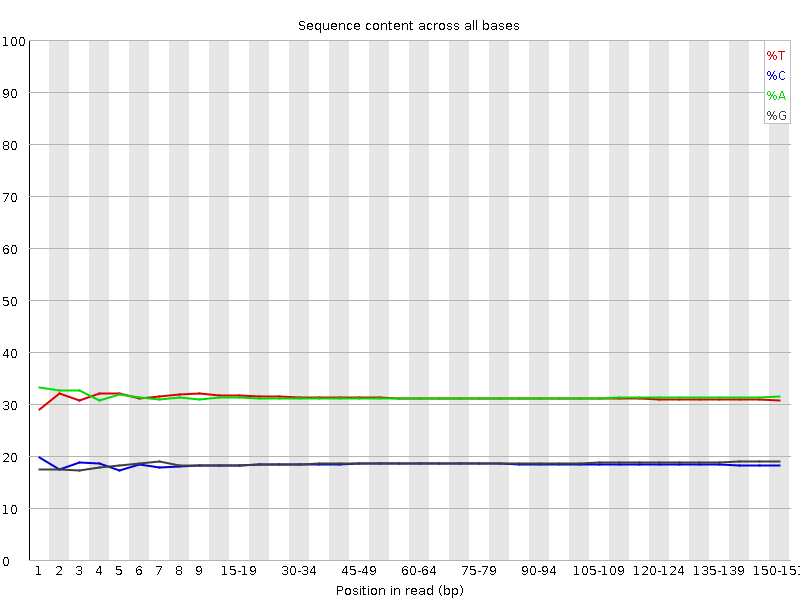 Sequence content across all bases
100
90
80
70
60
50
40
30
20
10
0
%T
%C
%A
%G
1 2 3 4 5 6 7 8 9 15-19 30-34 45-49 60-64 75-79 90-94 105-109 120-124 135-139 150-151
Position in read (bp)